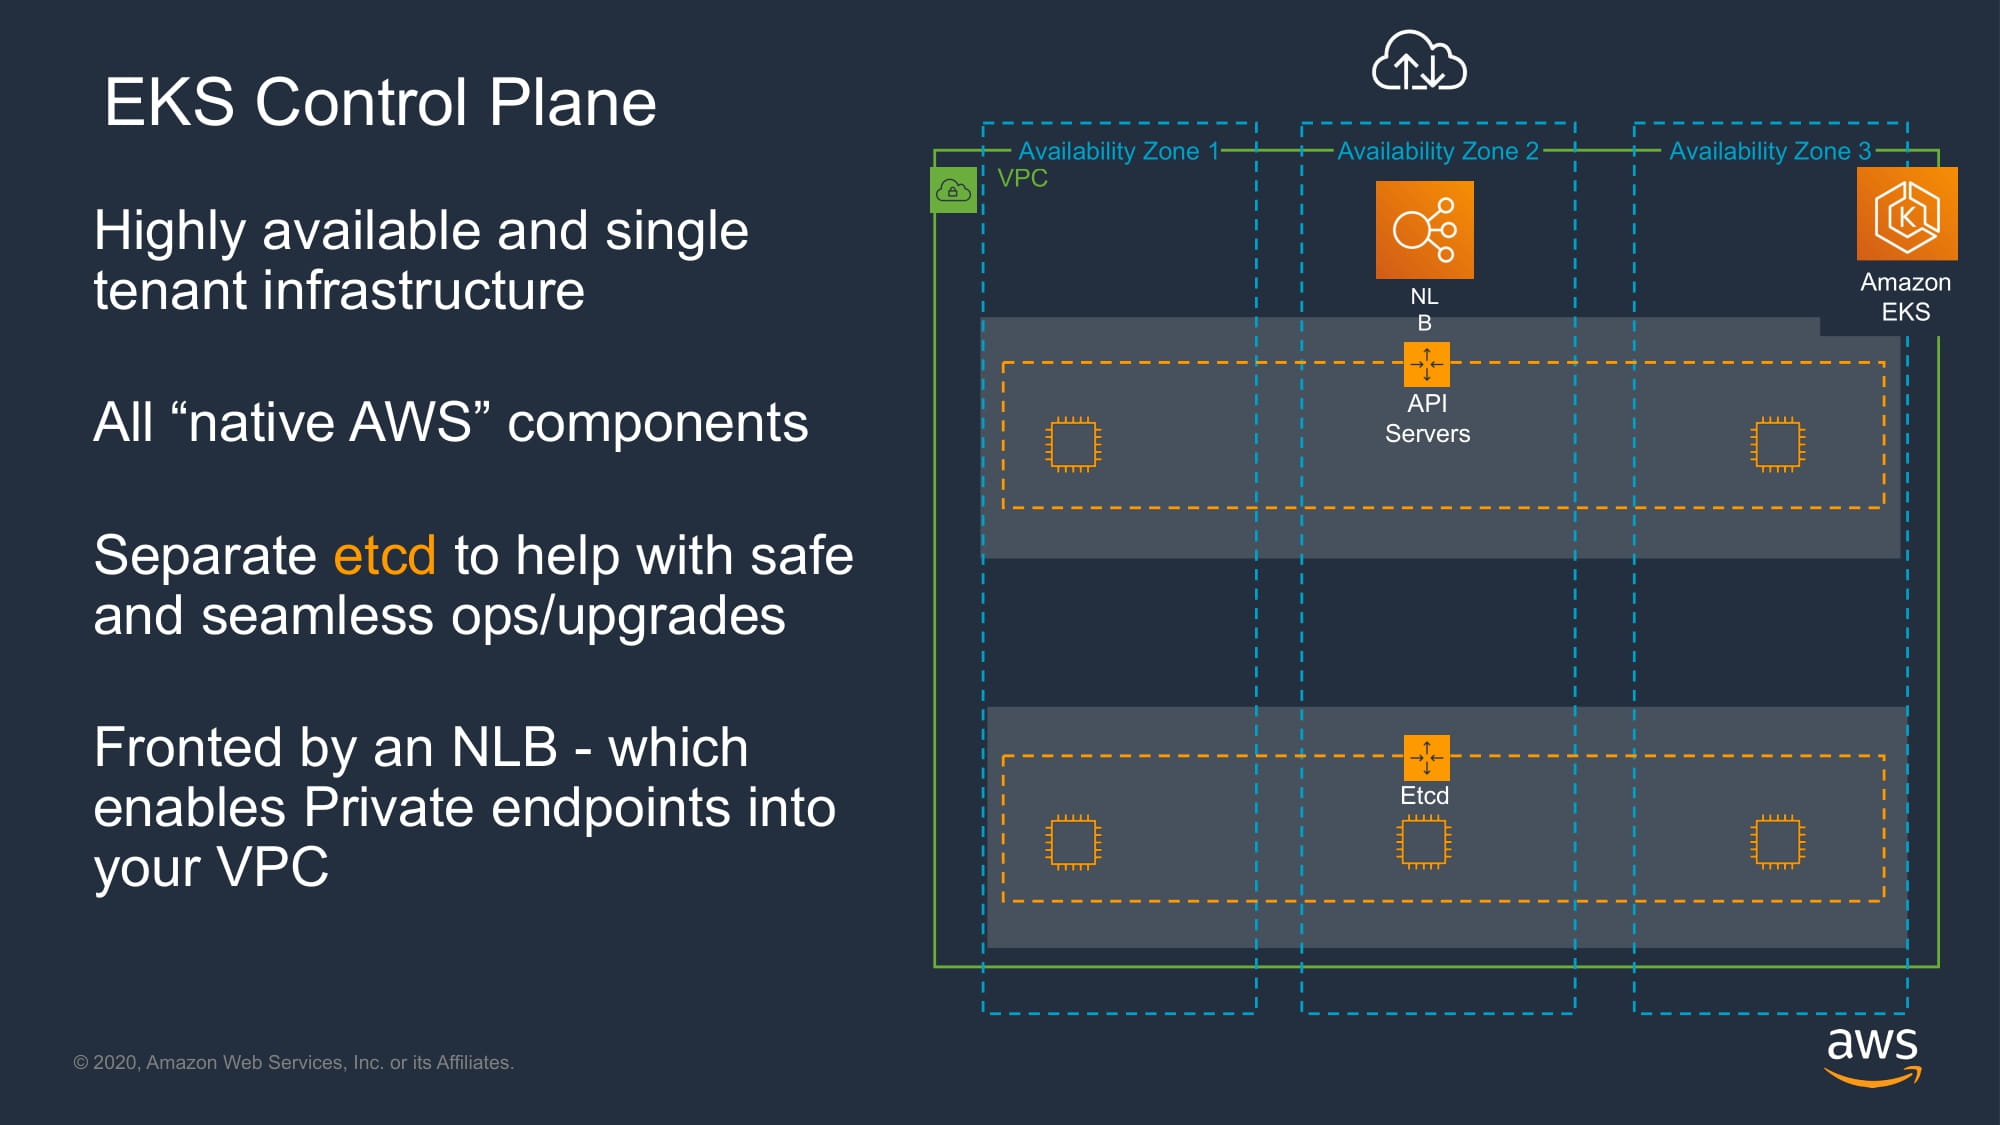 EKS Control Plane
Highly available and single
tenant infrastructure
All “native AWS” components
Separate etcd to help with safe
and seamless ops/upgrades
Fronted by an NLB - which
enables Private endpoints into
your VPC
Availability Zone 1
Availability Zone 2
Availability Zone 3
VPC
NL
B
K
Amazon
EKS
API
Servers
Etcd
© 2020, Amazon Web Services, Inc. or its Affiliates.
aws